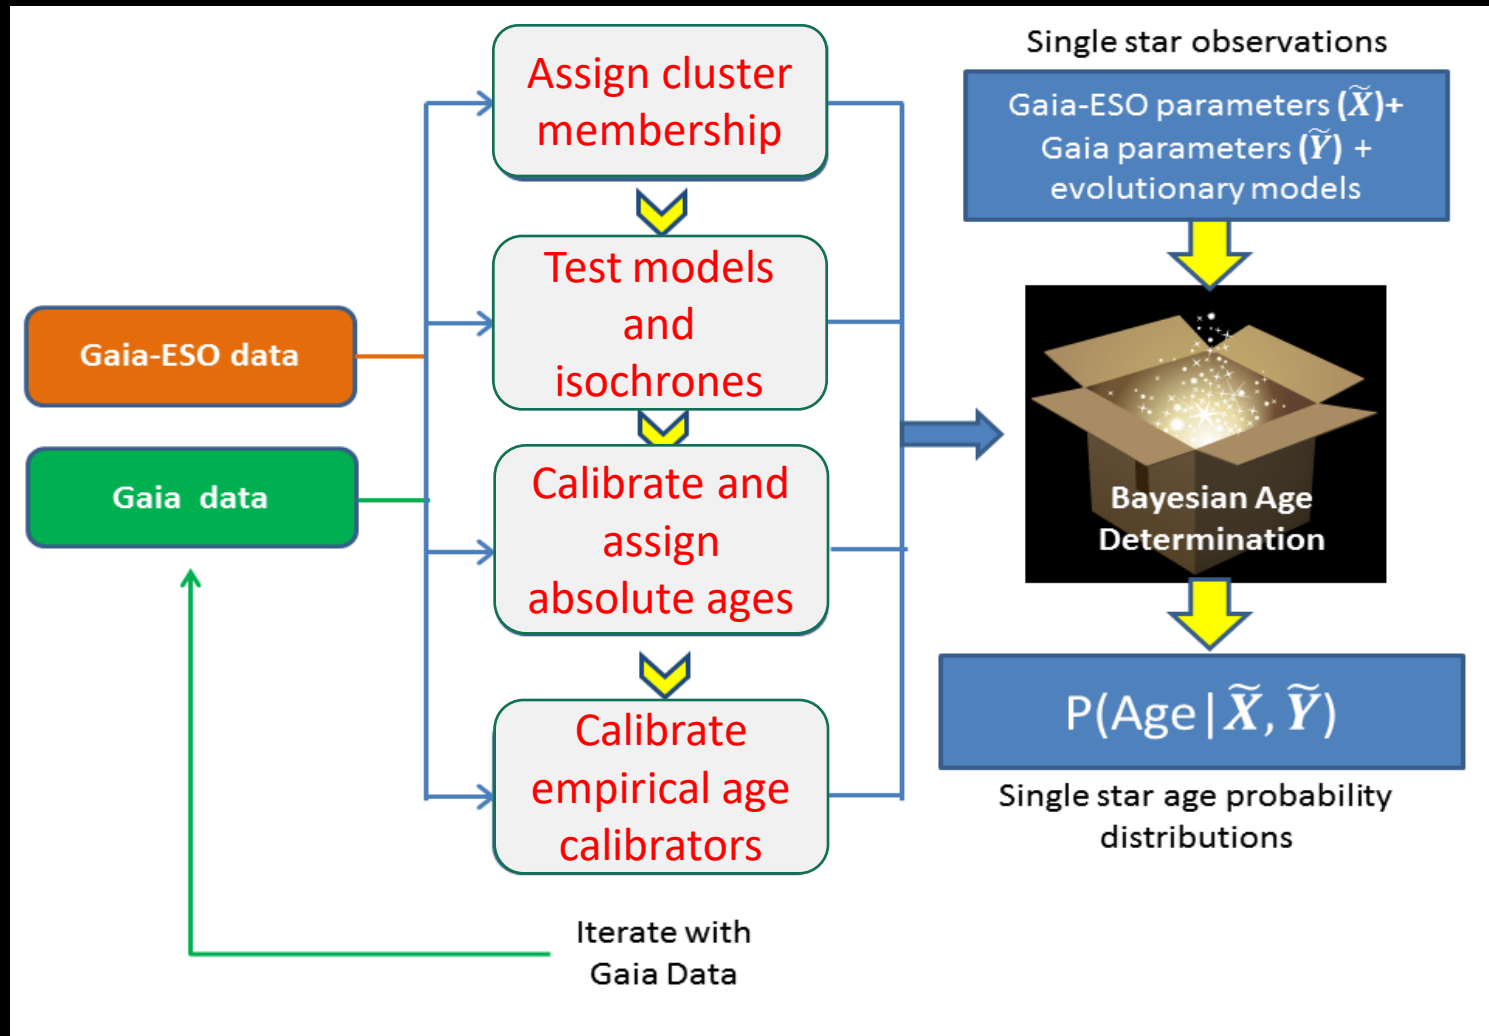 Gaia-ESO data
Gaia data
Assign cluster
membership
Test models
and
isochrones
Calibrate and
assign
absolute ages
Calibrate
empirical age
calibrators
Iterate with
Gaia Data
Single star observations
Gaia-ESO parameters (X̃)+
Gaia parameters (Ỹ) +
evolutionary models
Bayesian Age
Determination
P(Age|X̃, Ỹ)
Single star age probability
distributions